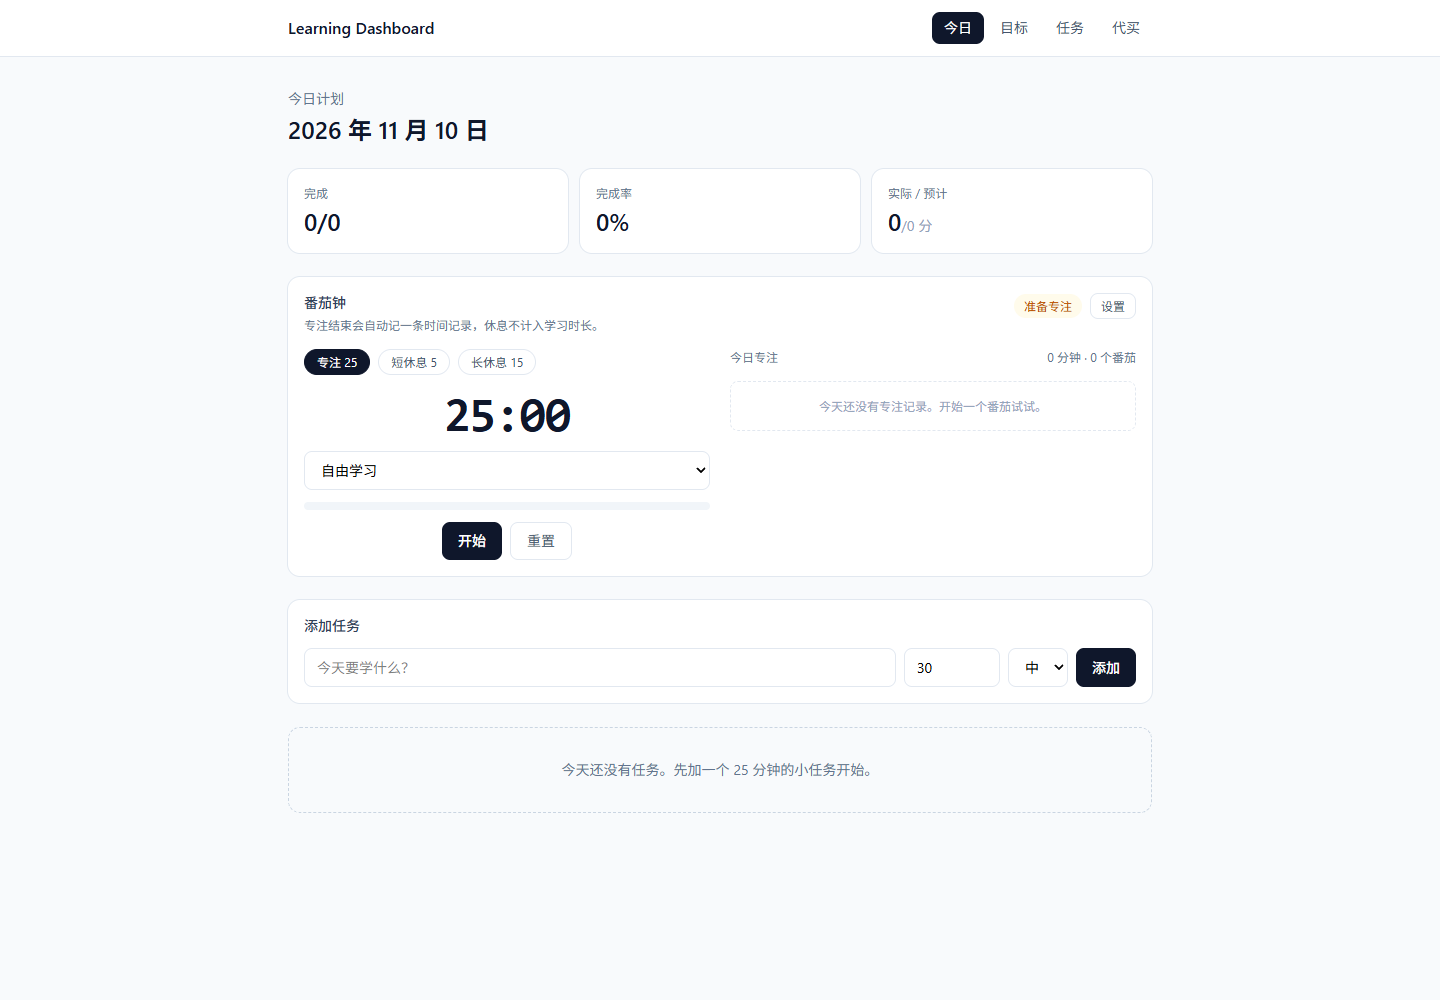 Learning Dashboard
今日 目标 任务 代买
今日计划
2026 年 11 月 10 日
完成
0/0
完成率
0%
实际 / 预计
0/0 分
番茄钟
专注结束会自动记一条时间记录，休息不计入学习时长。
准备专注 设置
专注 25 短休息 5 长休息 15
25:00
自由学习
开始 重置
今日专注 0 分钟 · 0 个番茄
今天还没有专注记录。开始一个番茄试试。
添加任务
今天要学什么？ 30 中 添加
今天还没有任务。先加一个 25 分钟的小任务开始。